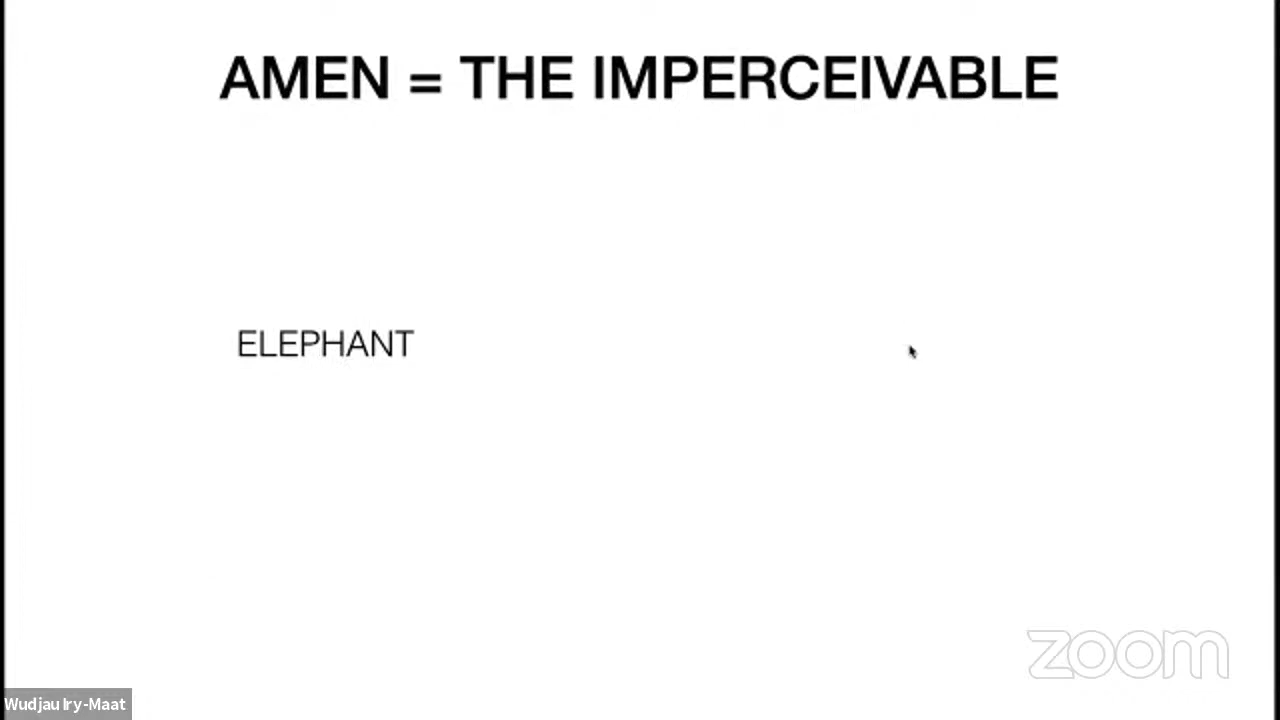 AMEN = THE IMPERCEIVABLE
ELEPHANT
zoom
Wudjau Iry-Maat